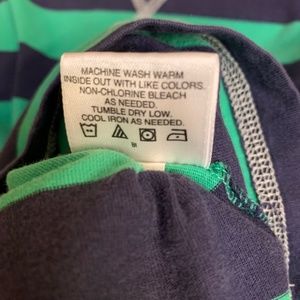 MACHINE WASH WARM
INSIDE OUT WITH LIKE COLORS.
NON-CHLORINE BLEACH
AS NEEDED.
TUMBLE DRY LOW.
COOL IRON AS NEEDED.